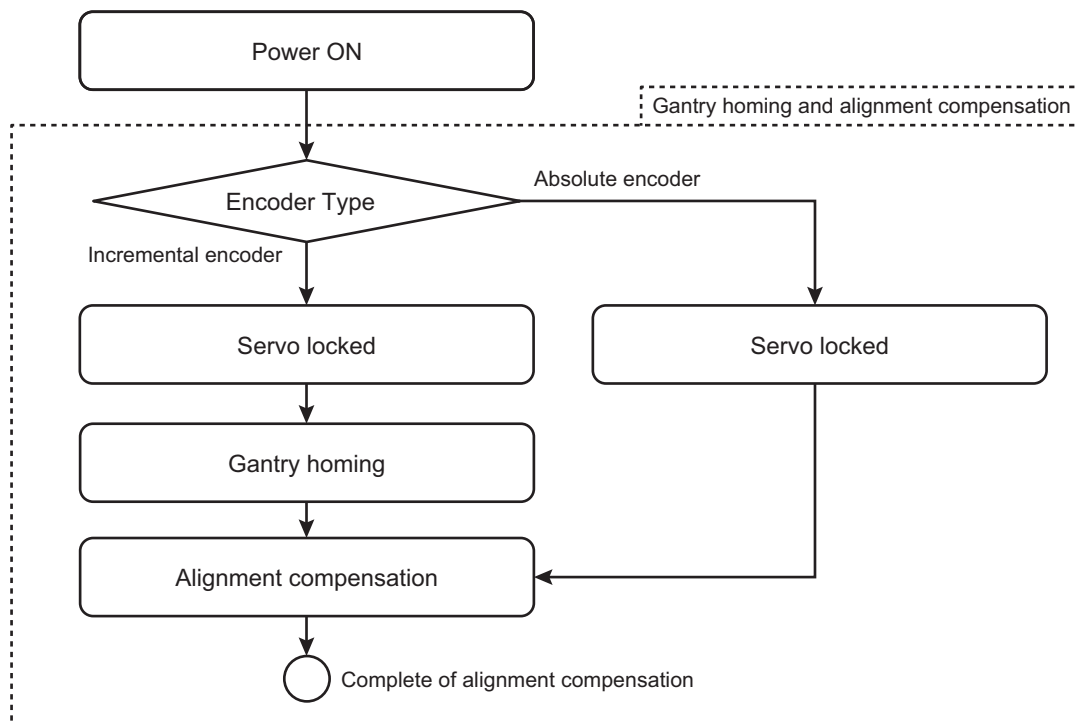 Power ON
Gantry homing and alignment compensation
Encoder Type
Absolute encoder
Incremental encoder
Servo locked
Servo locked
Gantry homing
Alignment compensation
Complete of alignment compensation